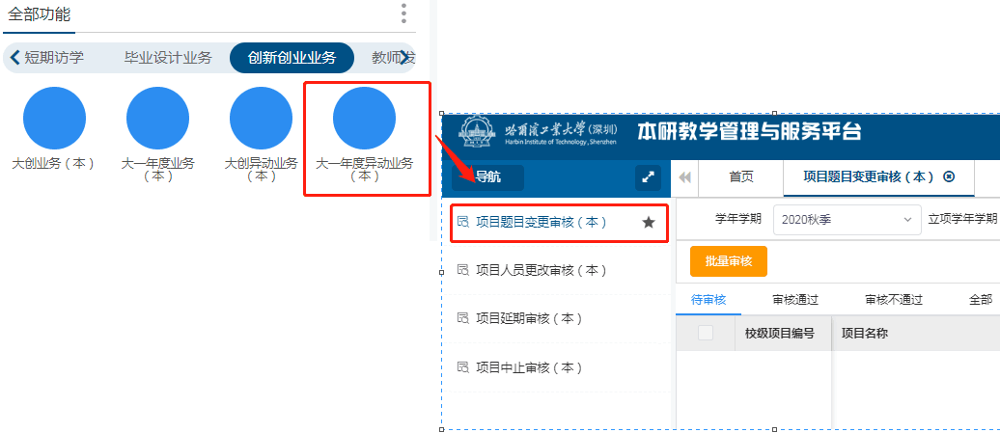 全部功能
短期访学
毕业设计业务
创新创业业务
教师发
大创业务（本）
大一年度业务
（本）
大创异动业务
（本）
大一年度异动业务
（本）
哈尔滨工业大学(深圳)
Harbin Institute of Technology, Shenzhen
本研教学管理与服务平台
导航
首页
项目题目变更审核（本）
项目题目变更审核（本）
项目人员更改审核（本）
项目延期审核（本）
项目中止审核（本）
学年学期
2020秋季
立项学年学期
批量审核
待审核
审核通过
审核不通过
全部
校级项目编号
项目名称